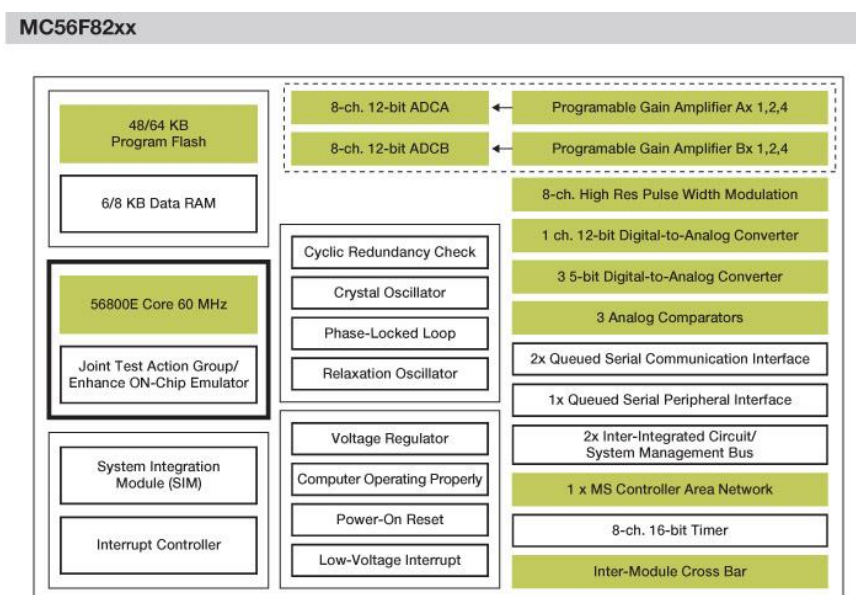 MC56F82xx
48/64 KB
Program Flash
6/8 KB Data RAM
56800E Core 60 MHz
Joint Test Action Group/
Enhance ON-Chip Emulator
System Integration
Module (SIM)
Interrupt Controller
8-ch. 12-bit ADCA
8-ch. 12-bit ADCB
Cyclic Redundancy Check
Crystal Oscillator
Phase-Locked Loop
Relaxation Oscillator
Voltage Regulator
Computer Operating Properly
Power-On Reset
Low-Voltage Interrupt
Programable Gain Amplifier Ax 1,2,4
Programable Gain Amplifier Bx 1,2,4
8-ch. High Res Pulse Width Modulation
1 ch. 12-bit Digital-to-Analog Converter
3 5-bit Digital-to-Analog Converter
3 Analog Comparators
2x Queued Serial Communication Interface
1x Queued Serial Peripheral Interface
2x Inter-Integrated Circuit/
System Management Bus
1 x MS Controller Area Network
8-ch. 16-bit Timer
Inter-Module Cross Bar